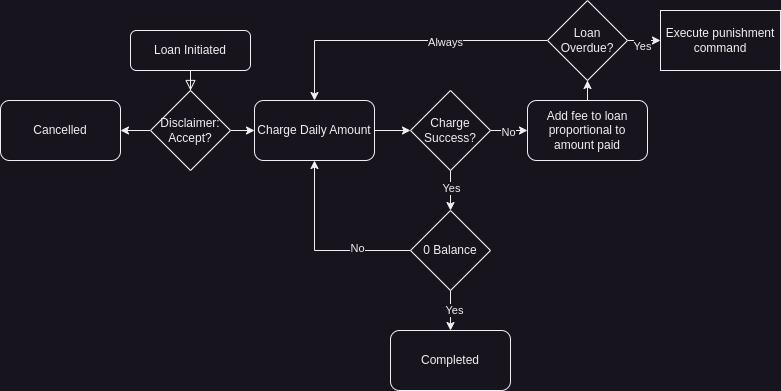 Loan
Overdue?
Yes
Execute punishment
command
Always
Loan Initiated
Cancelled
Disclaimer:
Accept?
Charge Daily Amount
Charge
Success?
No
Add fee to loan
proportional to
amount paid
Yes
No
0 Balance
Yes
Completed